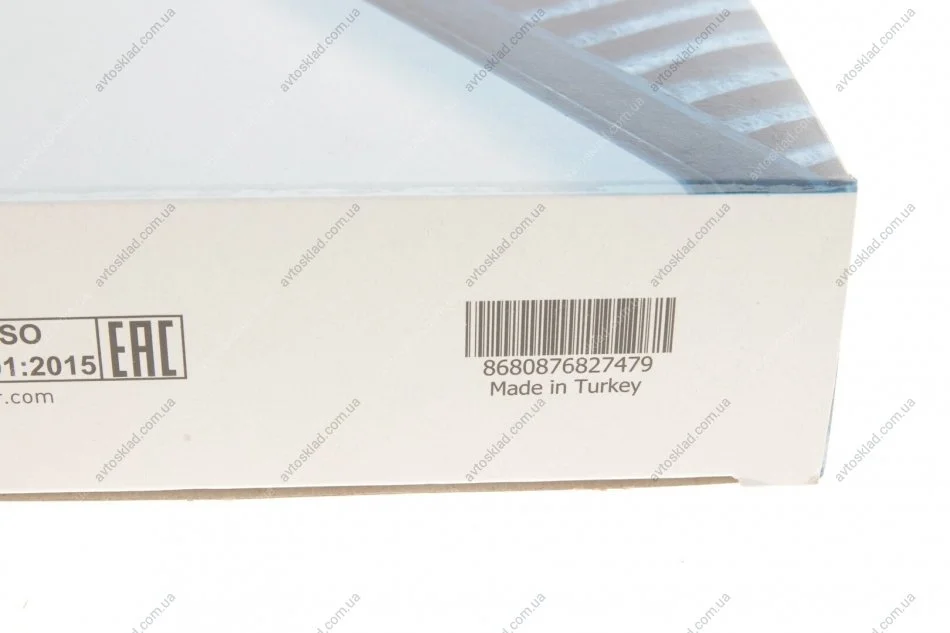 SO
01:2015
EAC
r.com
8680876827479
Made in Turkey
avtosklad.com.ua